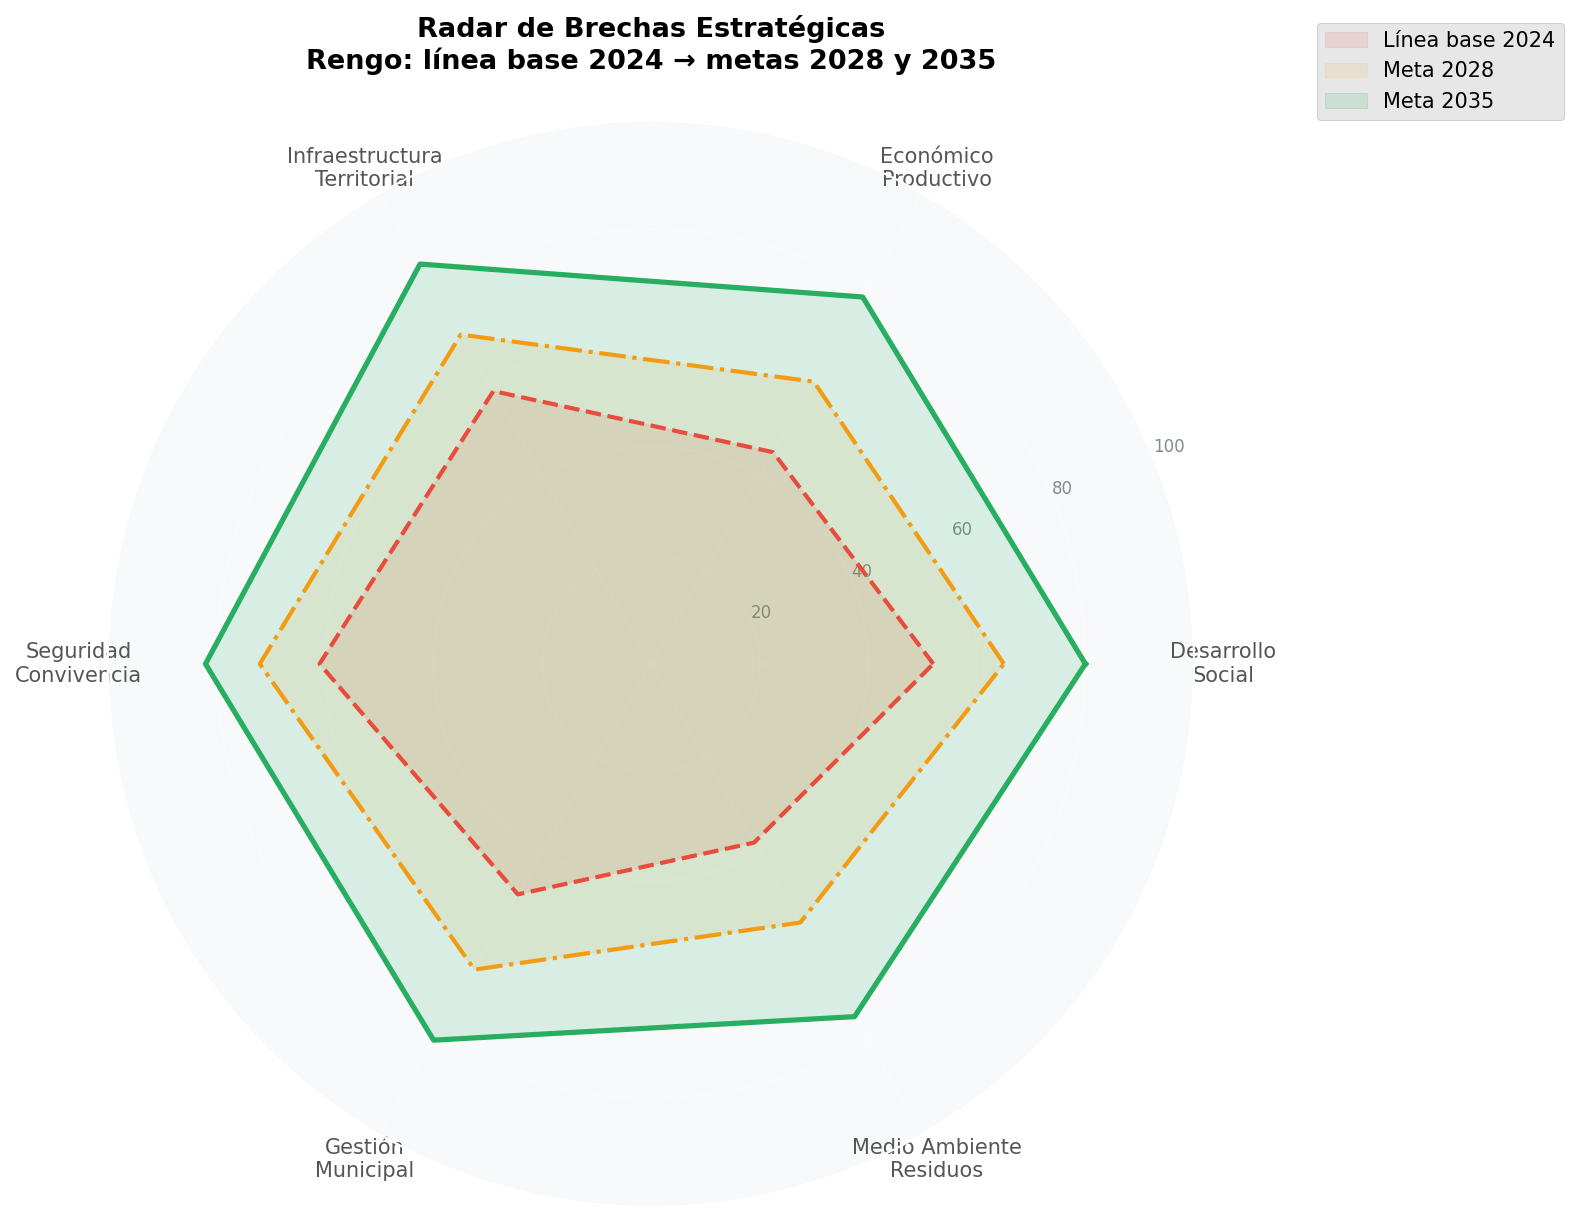 Radar de Brechas Estratégicas
Rengo: línea base 2024 → metas 2028 y 2035
Línea base 2024
Meta 2028
Meta 2035
Infraestructura
Territorial
Económico
Productivo
100
80
60
40
20
Seguridad
Convivencia
Desarrollo
Social
Gestión
Municipal
Medio Ambiente
Residuos